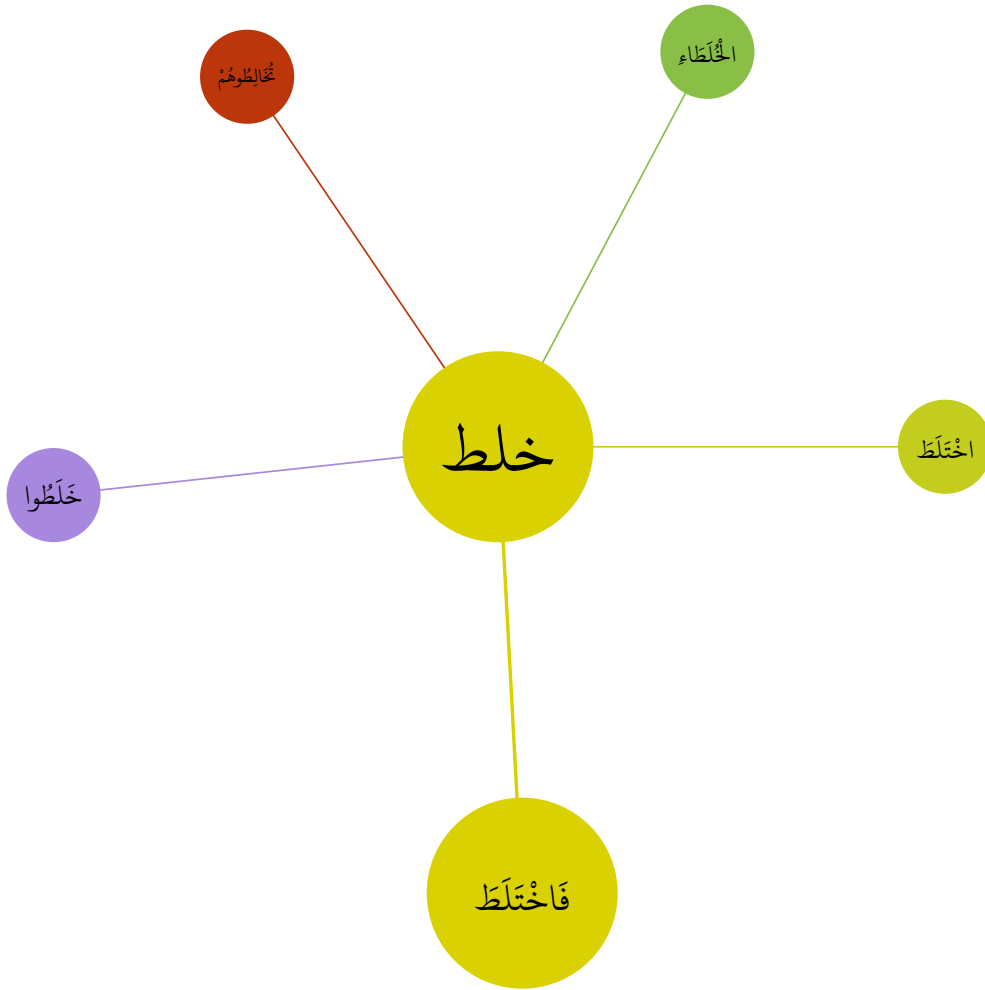 الْخُلَطَاءِ
تُخَالِطُوهُمْ
خلط
اخْتَلَطَ
خَلَطُوا
فَاخْتَلَطَ